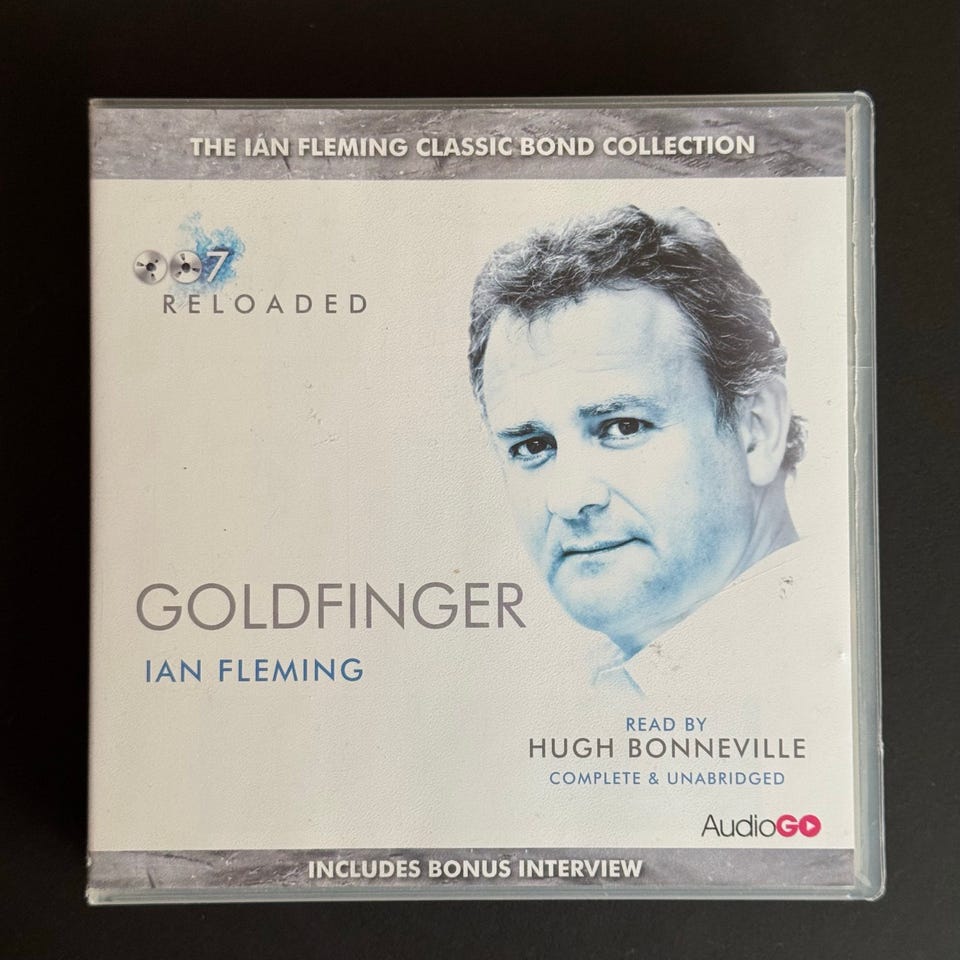 THE IAN FLEMING CLASSIC BOND COLLECTION
007
RELOADED
GOLDFINGER
IAN FLEMING
READ BY
HUGH BONNEVILLE
COMPLETE & UNABRIDGED
AudioGO
INCLUDES BONUS INTERVIEW